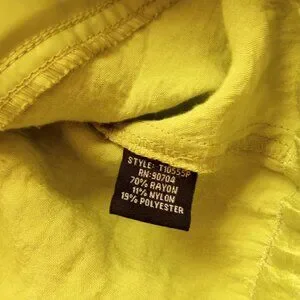 STYLE: T10555P
RN:90704
70% RAYON
11% NYLON
19% POLYESTER